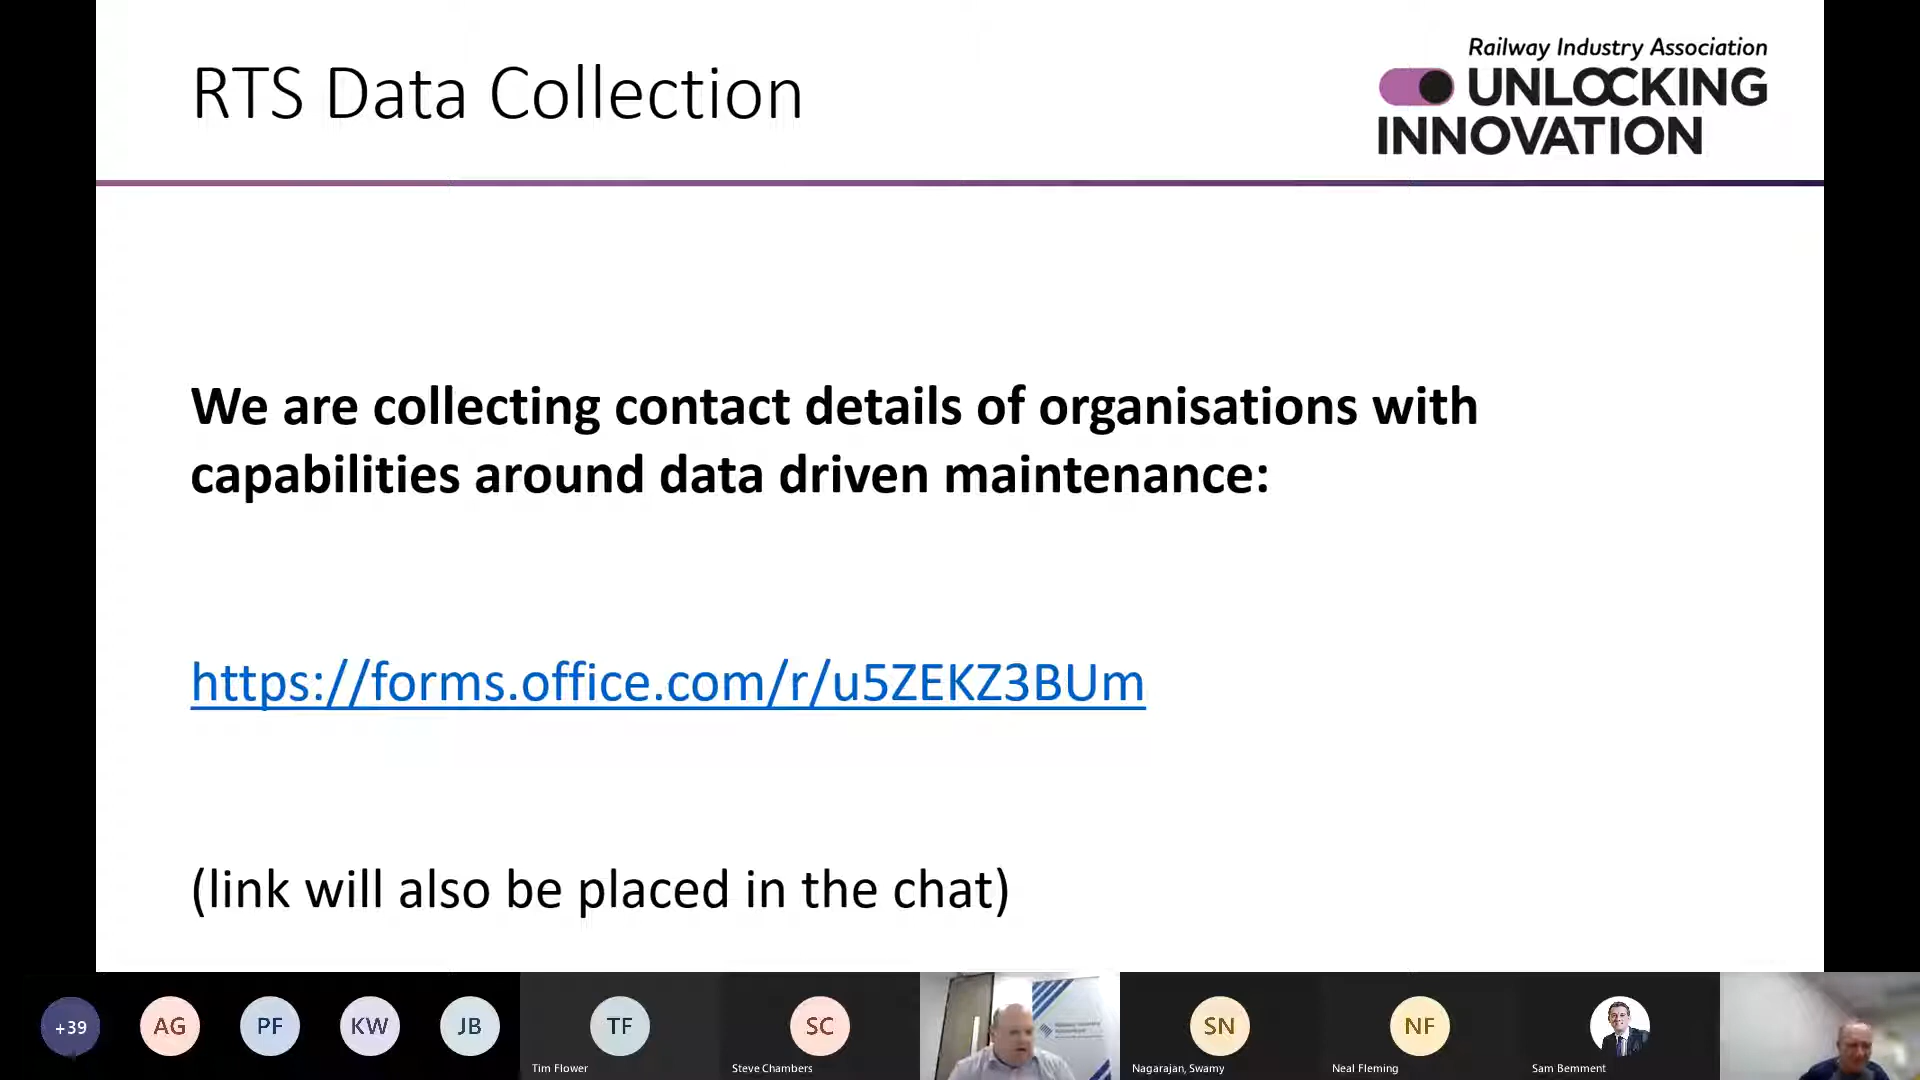 RTS Data Collection
Railway Industry Association
UNLOCKING
INNOVATION
We are collecting contact details of organisations with
capabilities around data driven maintenance:
https://forms.office.com/r/u5ZEKZ3BUm
(link will also be placed in the chat)
+39
AG
PF
KW
JB
TF
Tim Flower
SC
Steve Chambers
SN
Nagarajan, Swamy
NF
Neal Fleming
Sam Bemment